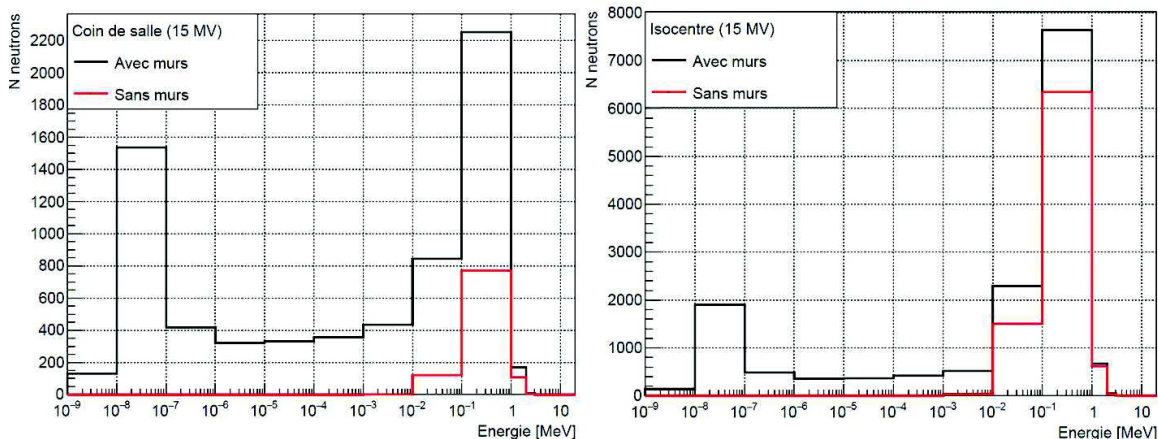 Coin de salle (15 MV)
Avec murs
Sans murs
N neutrons
2200
2000
1800
1600
1400
1200
1000
800
600
400
200
0
10⁻⁹ 10⁻⁸ 10⁻⁷ 10⁻⁶ 10⁻⁵ 10⁻⁴ 10⁻³ 10⁻² 10⁻¹ 1 10
Energie [MeV]
Isocentre (15 MV)
Avec murs
Sans murs
N neutrons
8000
7000
6000
5000
4000
3000
2000
1000
0
10⁻⁹ 10⁻⁸ 10⁻⁷ 10⁻⁶ 10⁻⁵ 10⁻⁴ 10⁻³ 10⁻² 10⁻¹ 1 10
Energie [MeV]